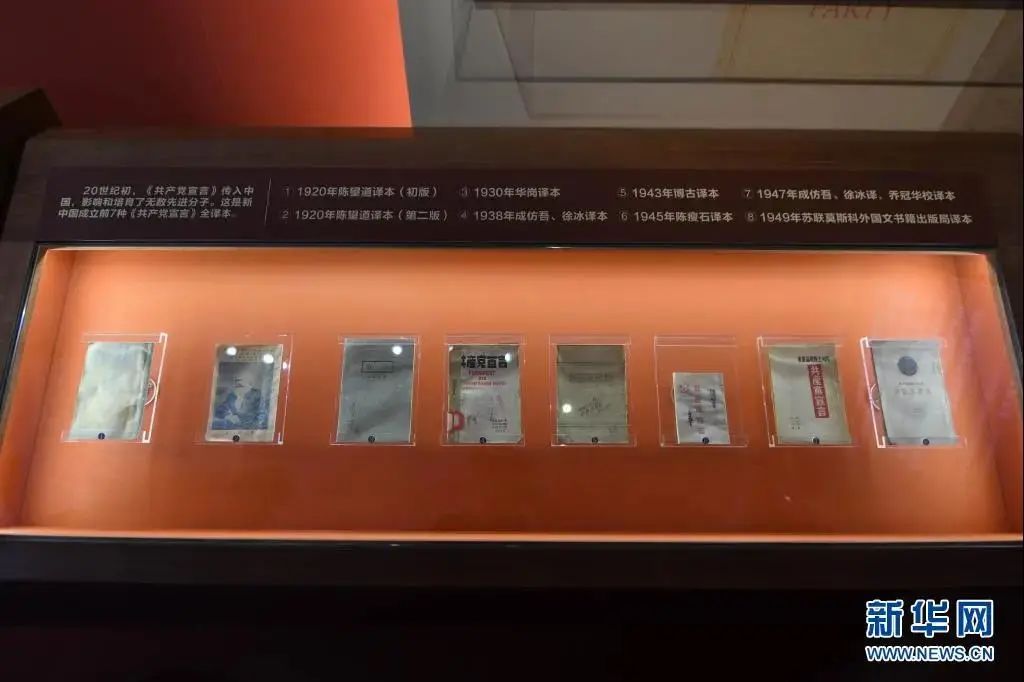 PARTY
20世纪初,《共产党宣言》传入中
国,影响和培育了无数先进分子。这是新
中国成立前7种《共产党宣言》全译本。
① 1920年陈望道译本(初版)
② 1920年陈望道译本(第二版)
③ 1930年华岗译本
④ 1938年成仿吾、徐冰译本
⑤ 1943年博古译本
⑥ 1945年陈瘦石译本
⑦ 1947年成仿吾、徐冰译,乔冠华校译本
⑧ 1949年苏联莫斯科外国文书籍出版局译本
產党宣言
共產黨宣言
新华网
WWW.NEWS.CN